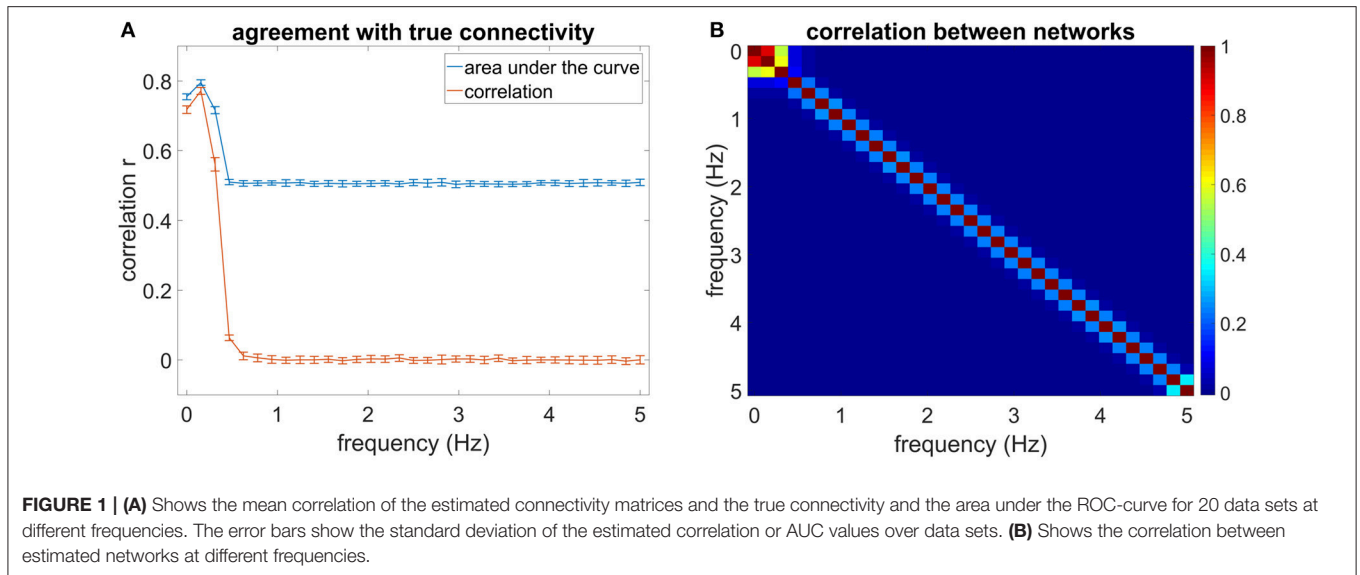 A
agreement with true connectivity
area under the curve
correlation
correlation r
0.8
0.6
0.4
0.2
0
0 1 2 3 4 5
frequency (Hz)
B
correlation between networks
frequency (Hz)
0
1
2
3
4
5
0 1 2 3 4 5
frequency (Hz)
1
0.8
0.6
0.4
0.2
0
FIGURE 1 | (A) Shows the mean correlation of the estimated connectivity matrices and the true connectivity and the area under the ROC-curve for 20 data sets at
different frequencies. The error bars show the standard deviation of the estimated correlation or AUC values over data sets. (B) Shows the correlation between
estimated networks at different frequencies.